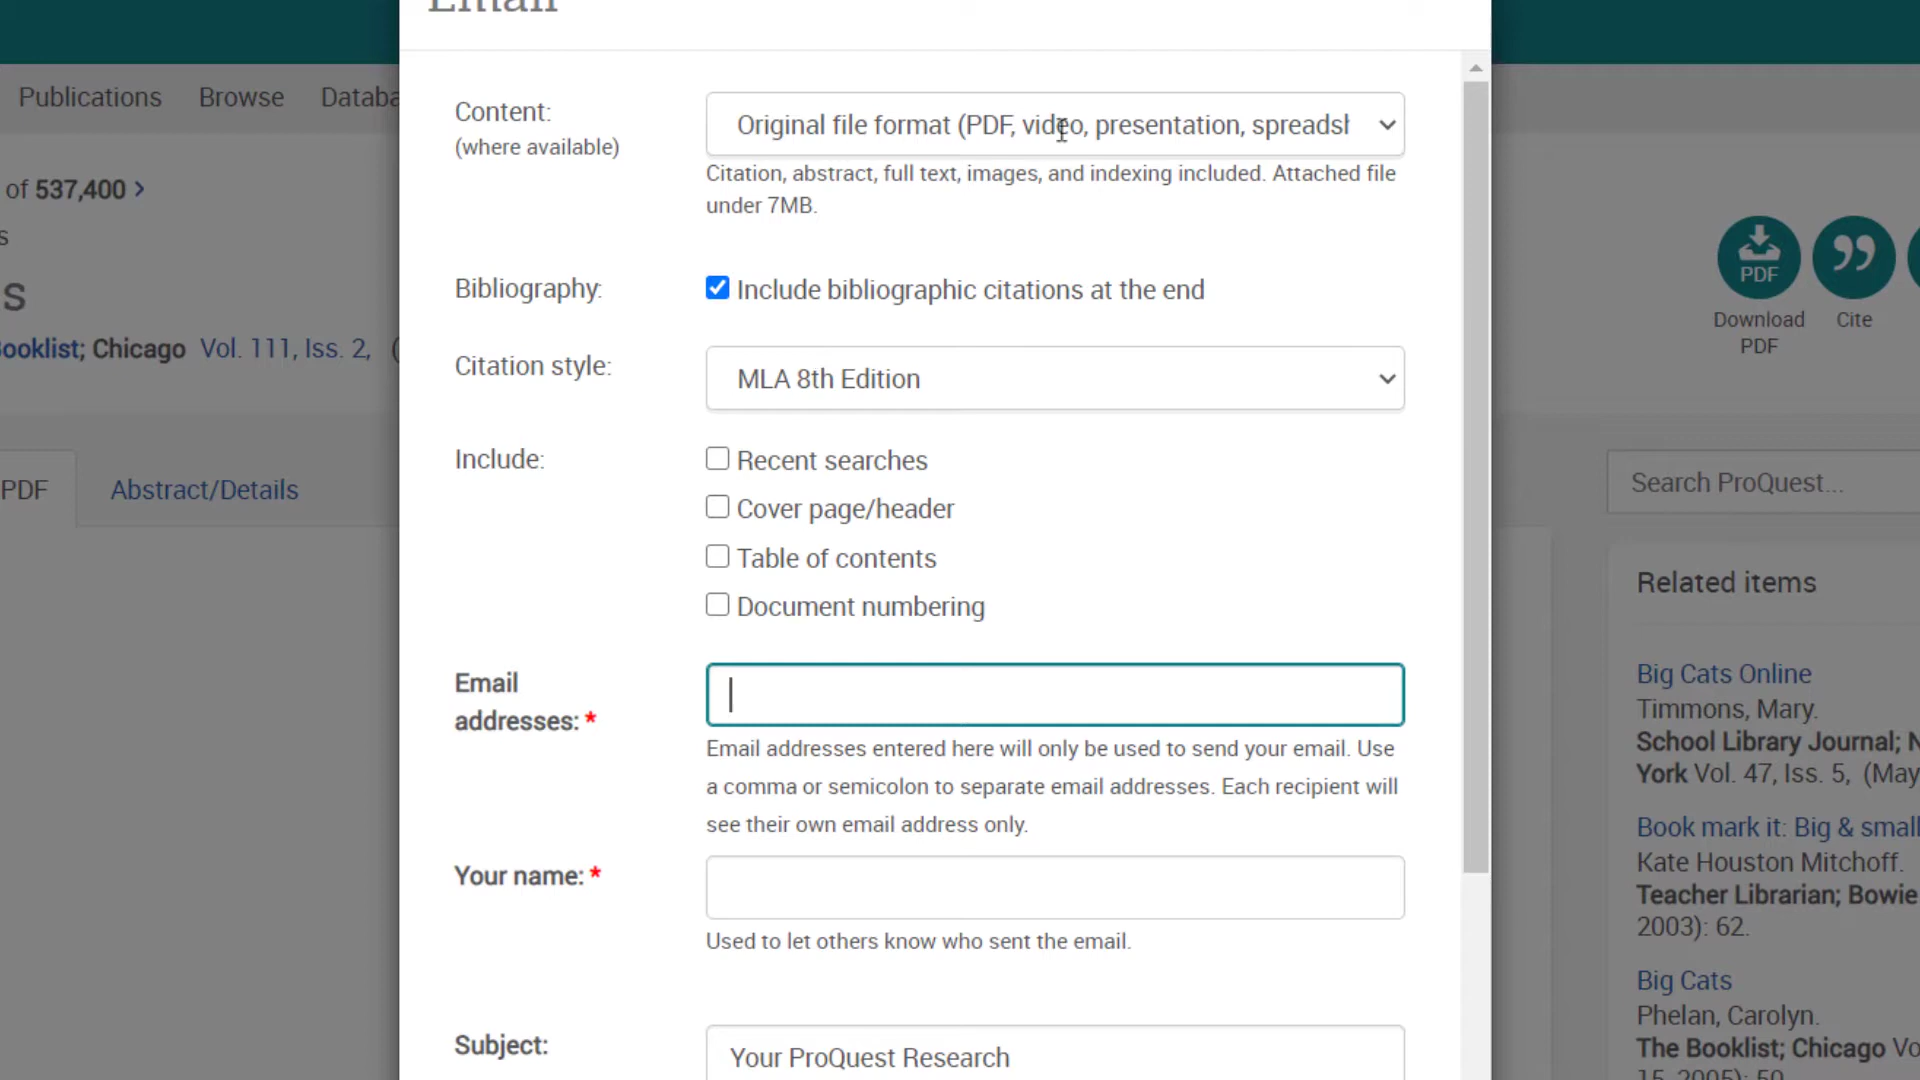 Email
Publications Browse Databa
Content:
(where available)
Original file format (PDF, video, presentation, spreadsh
Citation, abstract, full text, images, and indexing included. Attached file
under 7MB.
of 537,400 >
s
s
ooklist; Chicago Vol. 111, Iss. 2, (
PDF
Download
PDF
Cite
Bibliography:
Include bibliographic citations at the end
Citation style:
MLA 8th Edition
Include:
Recent searches
Cover page/header
Table of contents
Document numbering
PDF
Abstract/Details
Search ProQuest...
Email
addresses: *
Email addresses entered here will only be used to send your email. Use
a comma or semicolon to separate email addresses. Each recipient will
see their own email address only.
Your name: *
Used to let others know who sent the email.
Subject:
Your ProQuest Research
Related items
Big Cats Online
Timmons, Mary.
School Library Journal; N
York Vol. 47, Iss. 5, (May
Book mark it: Big & small
Kate Houston Mitchoff.
Teacher Librarian; Bowie
2003): 62.
Big Cats
Phelan, Carolyn.
The Booklist; Chicago Vo
15, 2005): 50